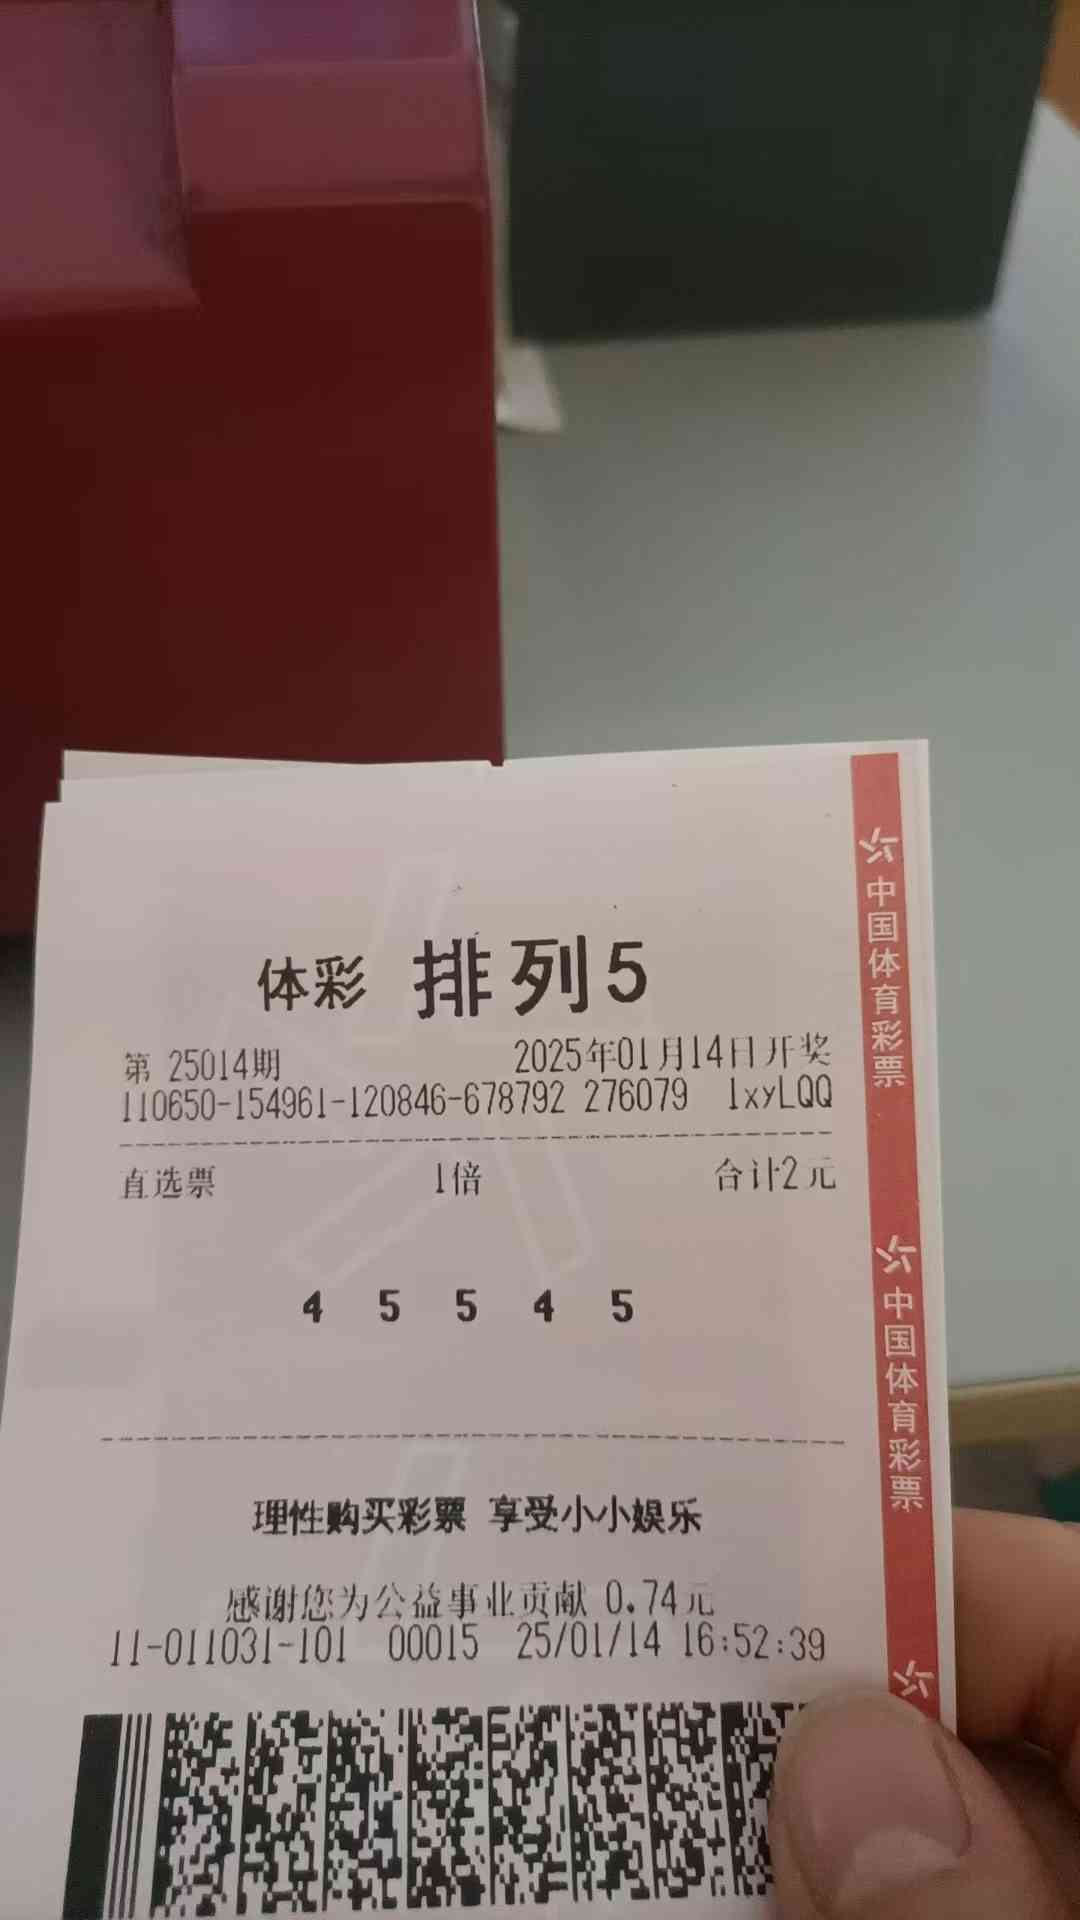 体彩 排列5
第 25014期 2025年01月14日开奖
110650-154961-120846-678792 276079 1xyLQQ
直选票 1倍 合计2元
4 5 5 4 5
理性购买彩票 享受小小娱乐
感谢您为公益事业贡献 0.74元
11-011031-101 00015 25/01/14 16:52:39
中国体育彩票
中国体育彩票